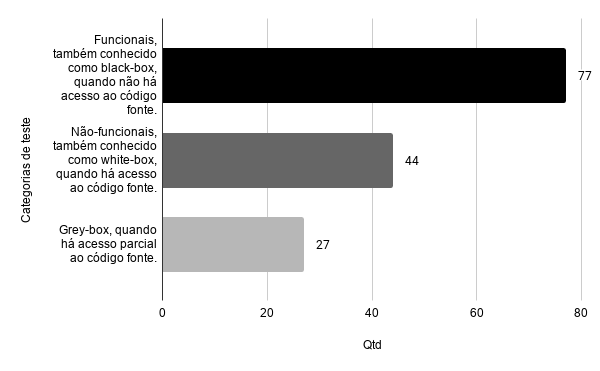 Funcionais,
também conhecido
como black-box,
quando não há
acesso ao código
fonte.
77
Não-funcionais,
também conhecido
como white-box,
quando há acesso
ao código fonte.
44
Grey-box, quando
há acesso parcial
ao código fonte.
27
Categorias de teste
0
20
40
60
80
Qtd